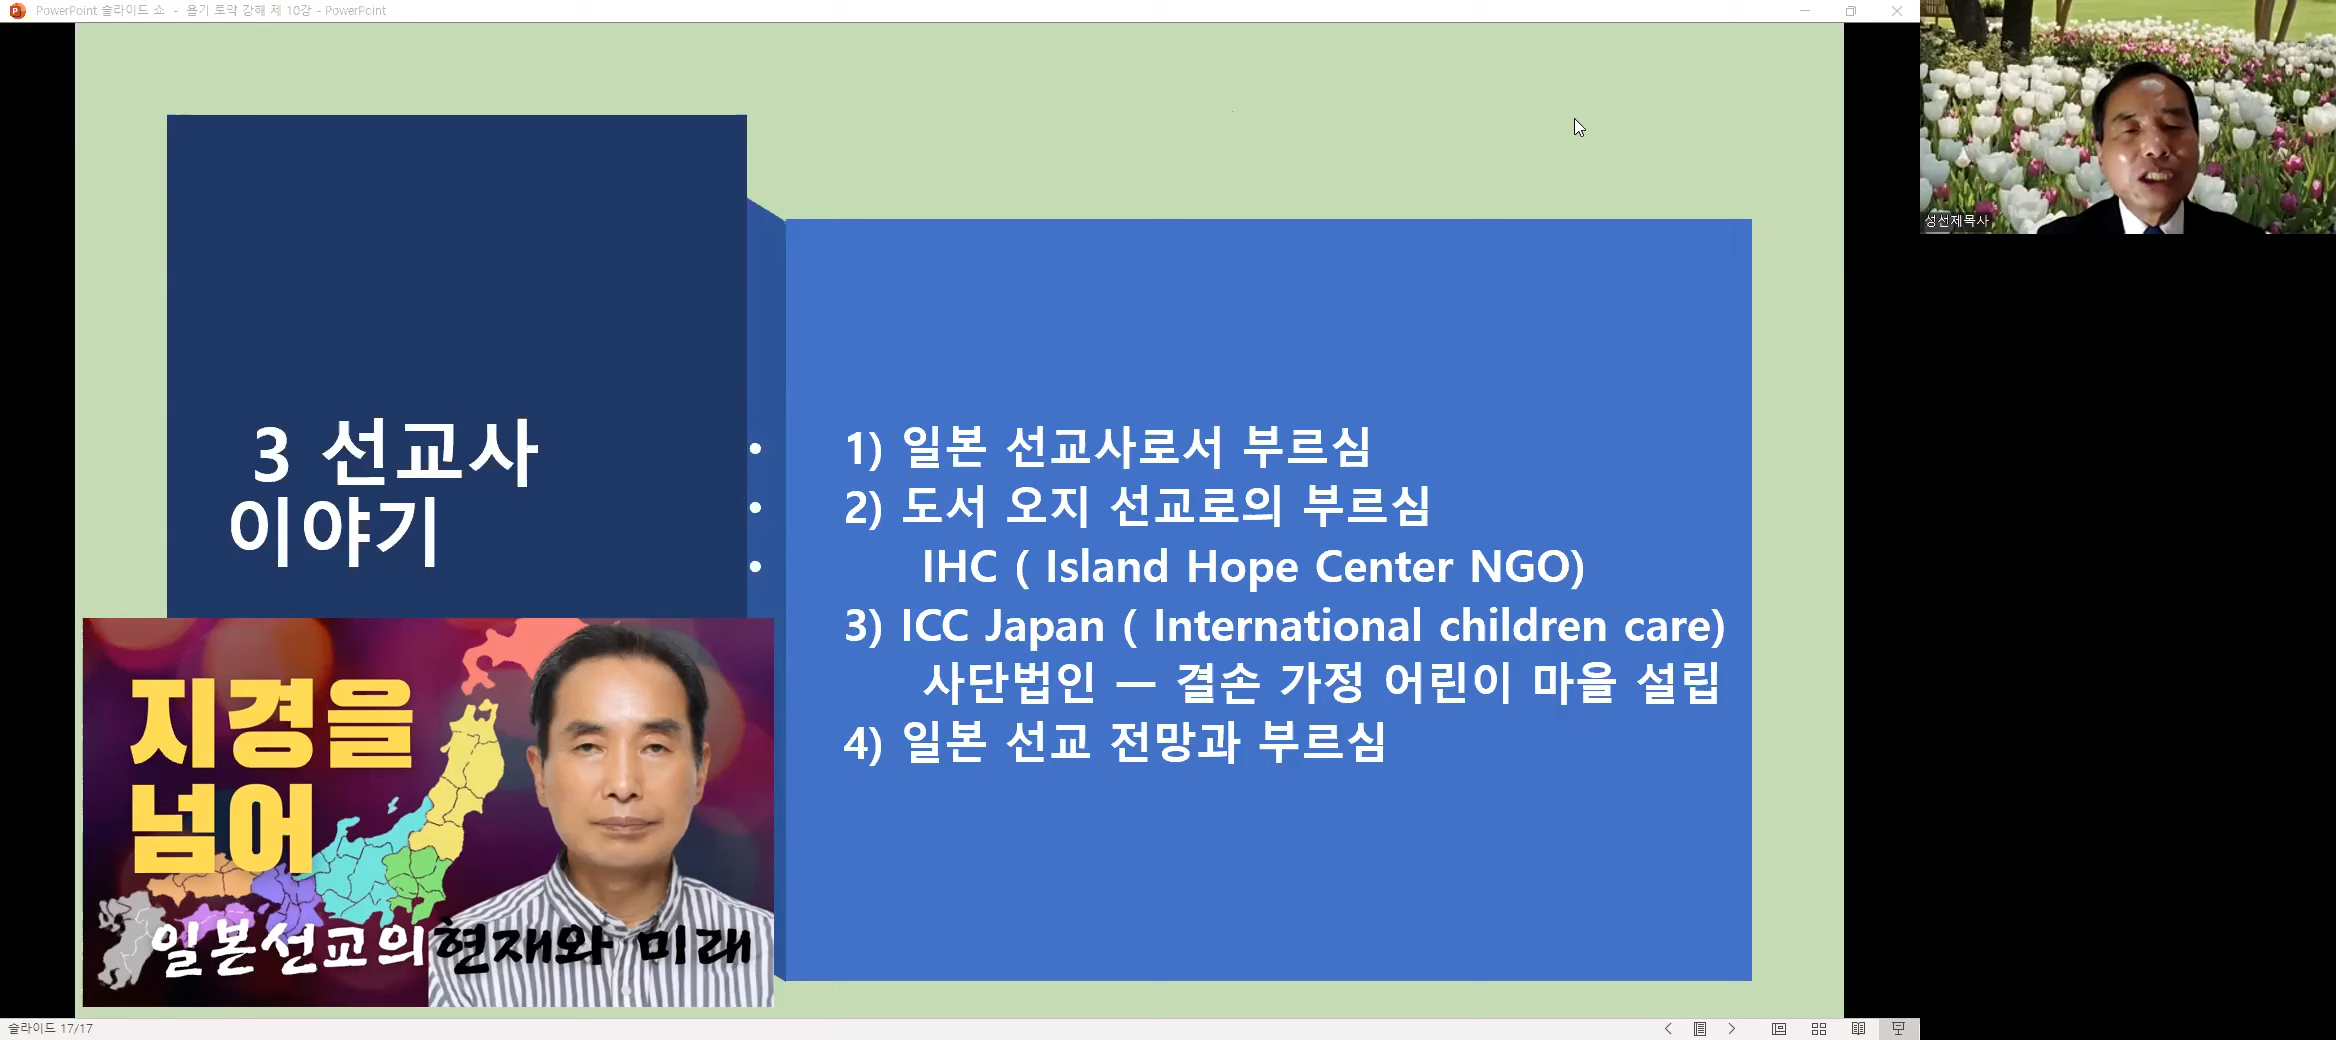 PowerPoint 슬라이드 쇼 - 욥기 토막 강해 제 10강 - PowerPoint
성선제목사
3 선교사
이야기
• 1) 일본 선교사로서 부르심
• 2) 도서 오지 선교로의 부르심
• IHC ( Island Hope Center NGO)
3) ICC Japan ( International children care)
사단법인 — 결손 가정 어린이 마을 설립
4) 일본 선교 전망과 부르심
지경을
넘어
일본선교의 현재와 미래
슬라이드 17/17